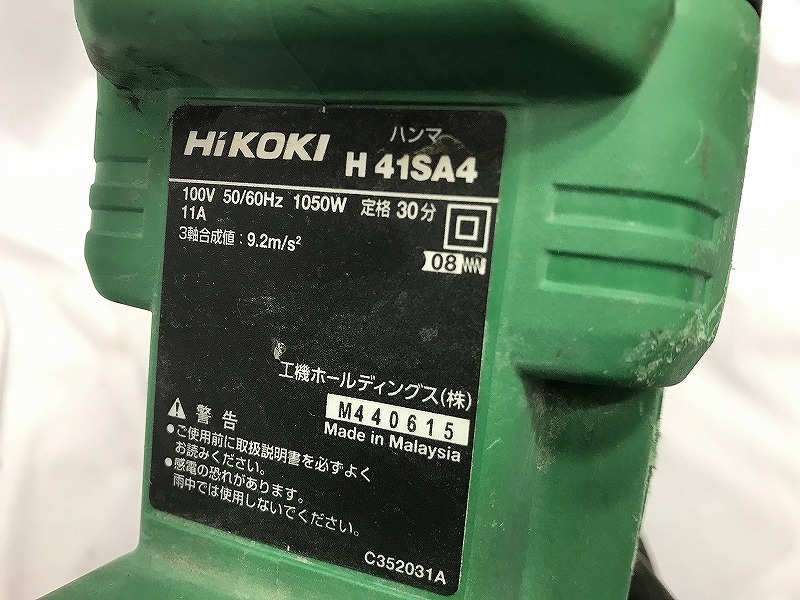 HiKOKI
ハンマ
H 41SA4
100V 50/60Hz 1050W 定格 30分
11A
3軸合成値：9.2m/s²
08
工機ホールディングス(株)
M440615
Made in Malaysia
警告
●ご使用前に取扱説明書を必ずよく
お読みください。
●感電の恐れがあります。
雨中では使用しないでください。
C352031A